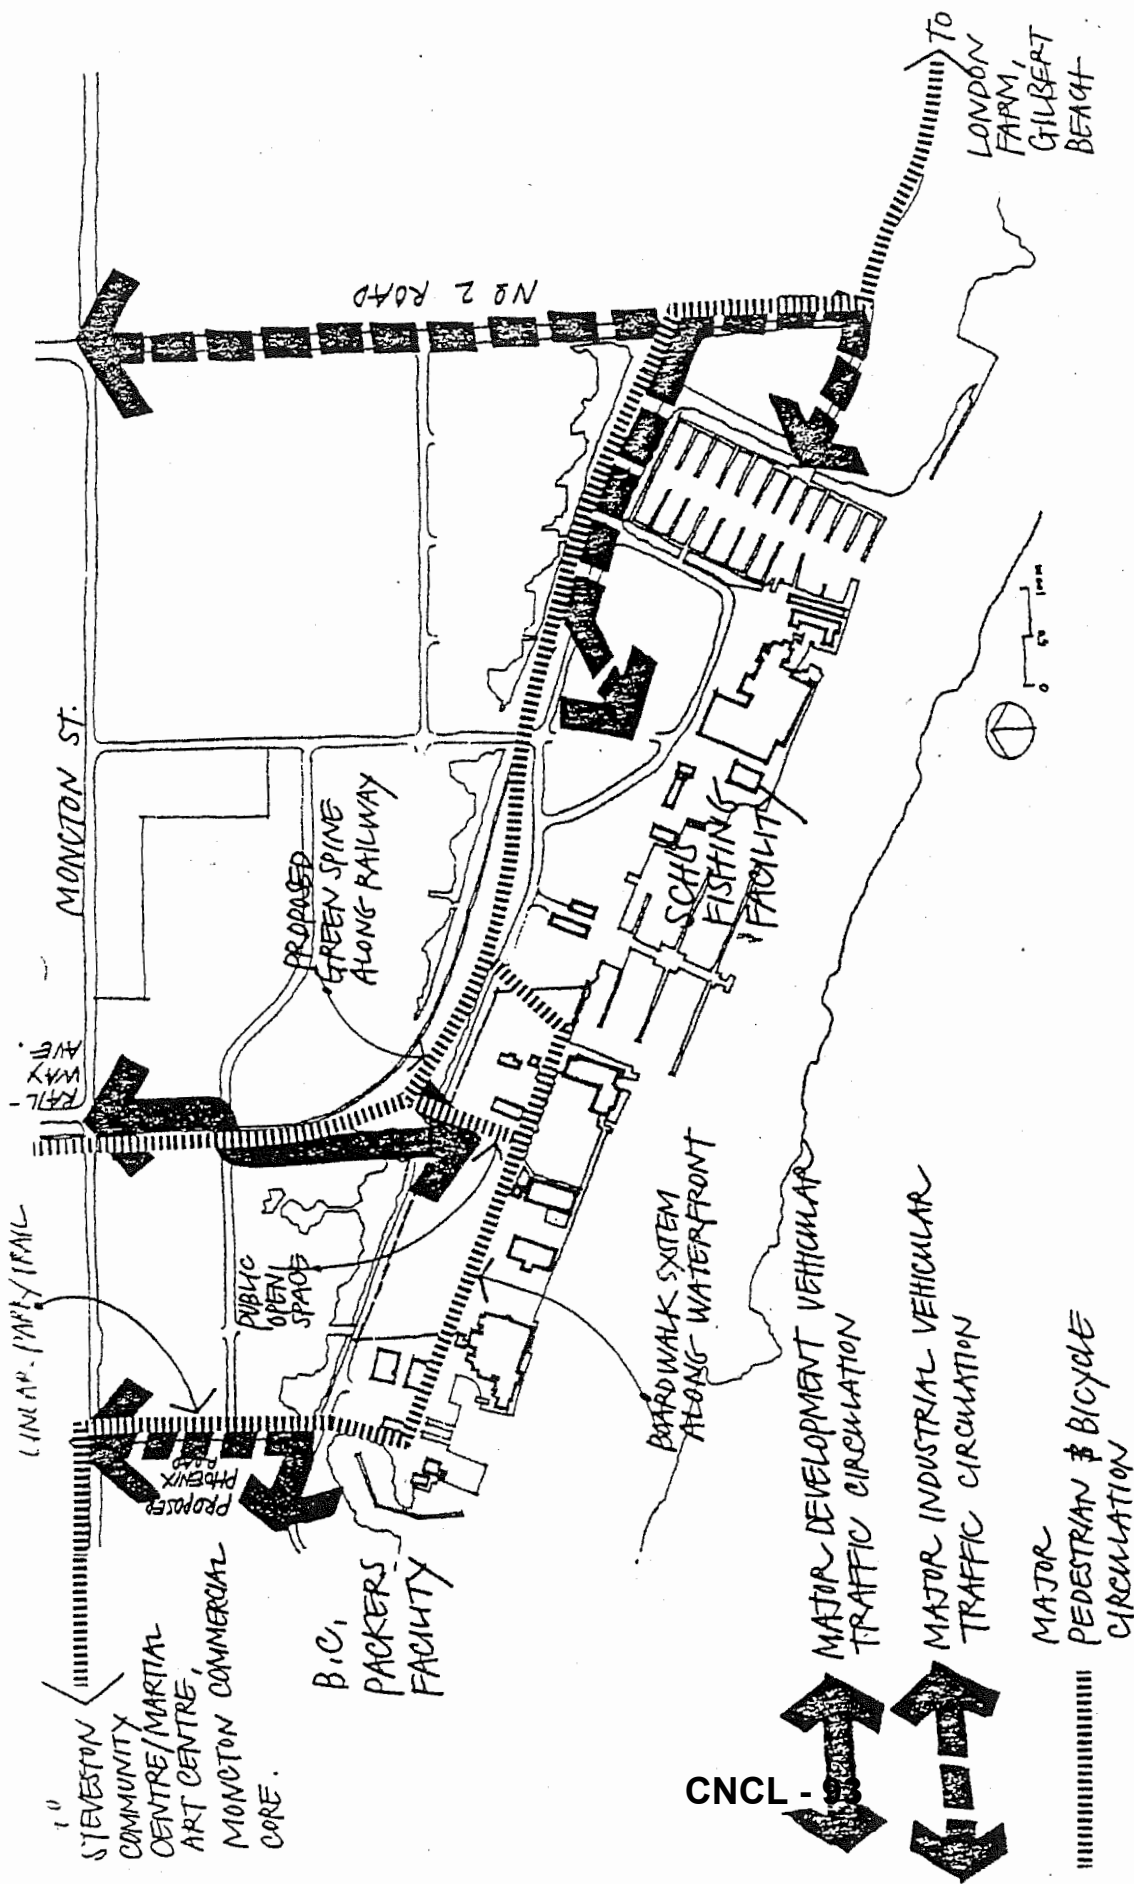 TO
LONDON
FARM,
GILBERT
BEACH
NO 2 ROAD
MONCTON ST.
PROPOSED
GREEN SPINE
ALONG RAILWAY
RAIL-
WAY
AVE
SCHS
FISHING
FACILITY
0
PUBLIC
OPEN
SPACE
LINEAR PARK/TRAIL
PROPOSED
PHOENIX
ROAD
BOARDWALK SYSTEM
ALONG WATERFRONT
B.C.
PACKERS
FACILITY
STEVESTON
COMMUNITY
CENTRE/MARTIAL
ART CENTRE,
MONCTON COMMERCIAL
CORE.
MAJOR DEVELOPMENT VEHICULAR
TRAFFIC CIRCULATION
MAJOR INDUSTRIAL VEHICULAR
TRAFFIC CIRCULATION
MAJOR
PEDESTRIAN & BICYCLE
CIRCULATION
CNCL - 93